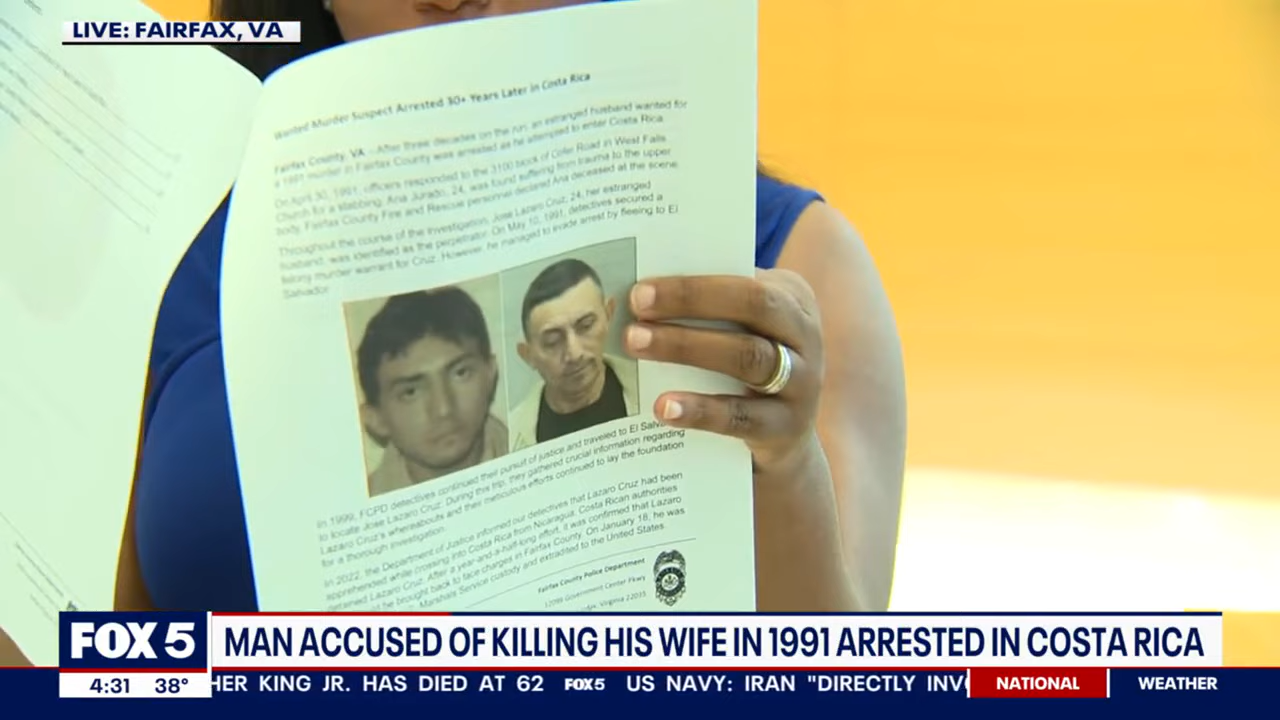 LIVE: FAIRFAX, VA
Wanted Murder Suspect Arrested 30+ Years Later in Costa Rica
Fairfax County, VA – After three decades on the run, an estranged husband wanted for
a 1991 murder in Fairfax County was arrested as he attempted to enter Costa Rica.
On April 30, 1991, officers responded to the 3100 block of Cofer Road in West Falls
Church for a stabbing. Ana Jurado, 24, was found suffering from trauma to the upper
body. Fairfax County Fire and Rescue personnel declared Ana deceased at the scene.
Throughout the course of the investigation, Jose Lazaro Cruz, 24, her estranged
husband, was identified as the perpetrator. On May 10, 1991, detectives secured a
felony murder warrant for Cruz. However, he managed to evade arrest by fleeing to El
Salvador.
In 1999, FCPD detectives continued their pursuit of justice and traveled to El
to locate Jose Lazaro Cruz. During this trip, they gathered crucial information regarding
Lazaro Cruz's whereabouts and their meticulous efforts continued to lay the foundation
for a thorough investigation.
In 2022, the Department of Justice informed our detectives that Lazaro Cruz had been
apprehended while crossing into Costa Rica from Nicaragua. Costa Rican authorities
detained Lazaro Cruz. After a year-and-a-half-long effort, it was confirmed that Lazaro
be brought back to face charges in Fairfax County. On January 18, he was
Marshals Service custody and extradited to the United States.
Fairfax County Police Department
12099 Government Center Pkwy
Virginia 22035
FOX 5
MAN ACCUSED OF KILLING HIS WIFE IN 1991 ARRESTED IN COSTA RICA
4:31 38° HER KING JR. HAS DIED AT 62 FOX5 US NAVY: IRAN "DIRECTLY INV NATIONAL WEATHER